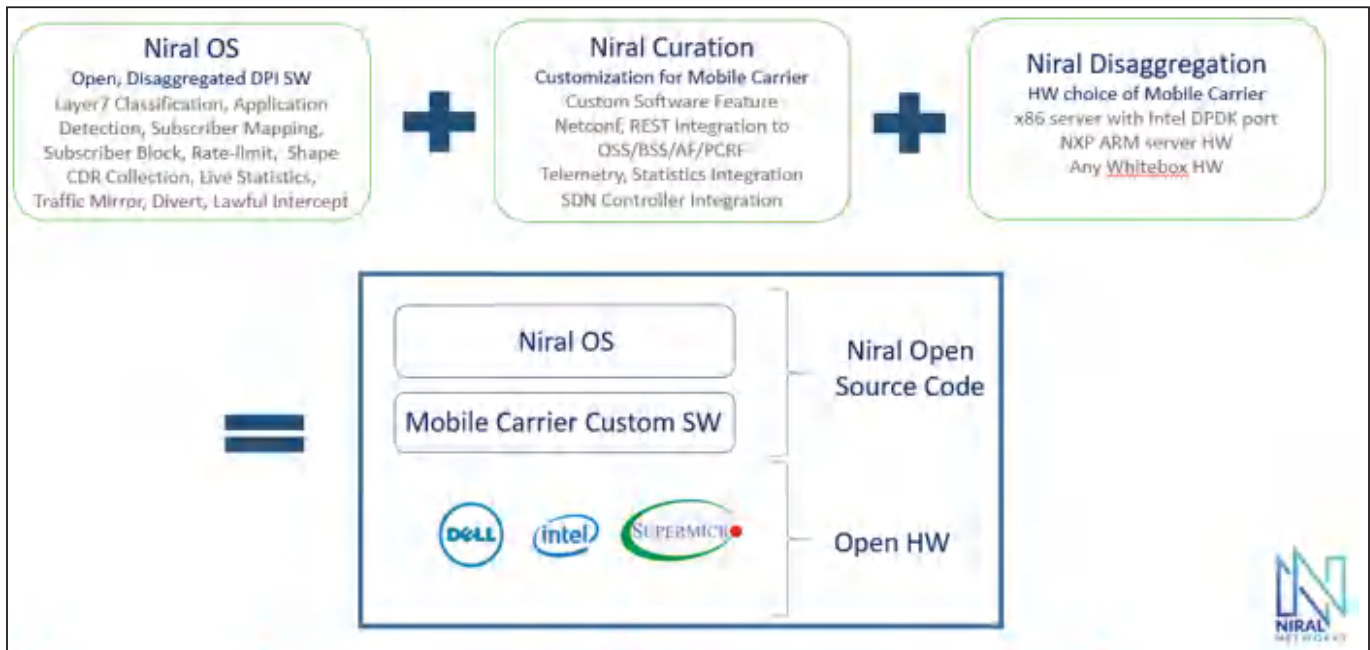 Niral OS
Open, Disaggregated DPI SW
Layer7 Classification, Application
Detection, Subscriber Mapping,
Subscriber Block, Rate-limit, Shape
CDR Collection, Live Statistics,
Traffic Mirror, Divert, Lawful Intercept
Niral Curation
Customization for Mobile Carrier
Custom Software Feature
Netconf, REST Integration to
OSS/BSS/AF/PCRF
Telemetry, Statistics Integration
SDN Controller Integration
Niral Disaggregation
HW choice of Mobile Carrier
x86 server with Intel DPDK port
NXP ARM server HW
Any Whitebox HW
Niral OS
Mobile Carrier Custom SW
Niral Open
Source Code
DELL
intel
SUPERMICR
Open HW
NIRAL
NETWORKS